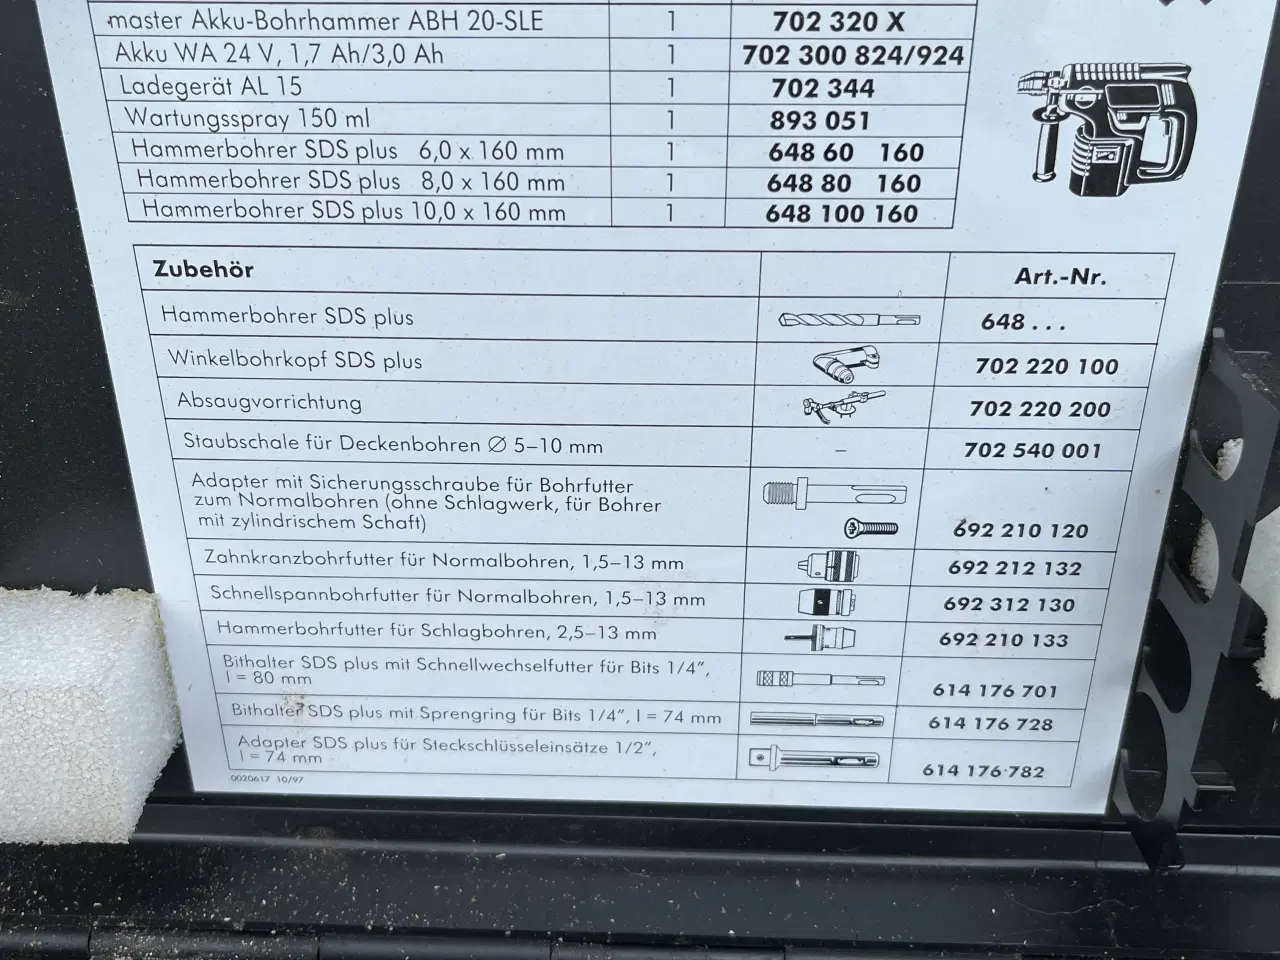 master Akku-Bohrhammer ABH 20-SLE 1 702 320 X
Akku WA 24 V, 1,7 Ah/3,0 Ah 1 702 300 824/924
Ladegerät AL 15 1 702 344
Wartungsspray 150 ml 1 893 051
Hammerbohrer SDS plus 6,0 x 160 mm 1 648 60 160
Hammerbohrer SDS plus 8,0 x 160 mm 1 648 80 160
Hammerbohrer SDS plus 10,0 x 160 mm 1 648 100 160
Zubehör Art.-Nr.
Hammerbohrer SDS plus 648 . . .
Winkelbohrkopf SDS plus 702 220 100
Absaugvorrichtung 702 220 200
Staubschale für Deckenbohren Ø 5–10 mm – 702 540 001
Adapter mit Sicherungsschraube für Bohrfutter
zum Normalbohren (ohne Schlagwerk, für Bohrer
mit zylindrischem Schaft) 692 210 120
Zahnkranzbohrfutter für Normalbohren, 1,5–13 mm 692 212 132
Schnellspannbohrfutter für Normalbohren, 1,5–13 mm 692 312 130
Hammerbohrfutter für Schlagbohren, 2,5–13 mm 692 210 133
Bithalter SDS plus mit Schnellwechselfutter für Bits 1/4″,
l = 80 mm 614 176 701
Bithalter SDS plus mit Sprengring für Bits 1/4″, l = 74 mm 614 176 728
Adapter SDS plus für Steckschlüsseleinsätze 1/2″,
l = 74 mm 614 176 782
0020617 10/97